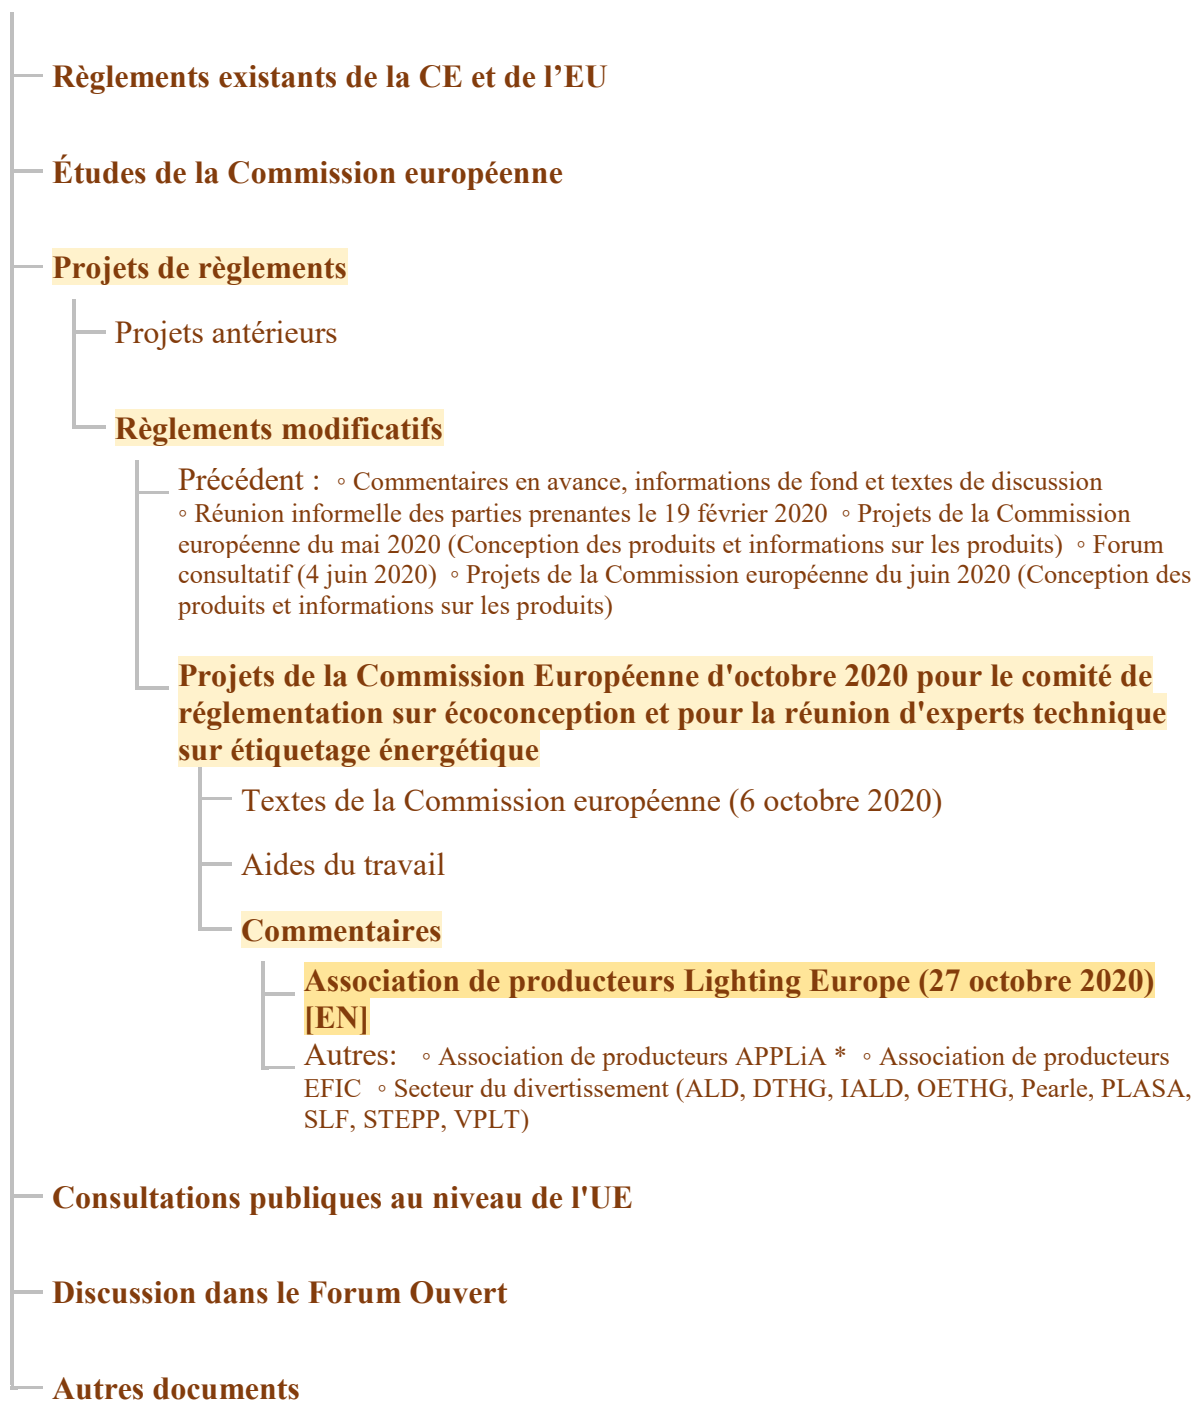 Règlements existants de la CE et de l’EU
Études de la Commission européenne
Projets de règlements
Projets antérieurs
Règlements modificatifs
Précédent : ◦ Commentaires en avance, informations de fond et textes de discussion
◦ Réunion informelle des parties prenantes le 19 février 2020 ◦ Projets de la Commission
européenne du mai 2020 (Conception des produits et informations sur les produits) ◦ Forum
consultatif (4 juin 2020) ◦ Projets de la Commission européenne du juin 2020 (Conception des
produits et informations sur les produits)
Projets de la Commission Européenne d'octobre 2020 pour le comité de
réglementation sur écoconception et pour la réunion d'experts technique
sur étiquetage énergétique
Textes de la Commission européenne (6 octobre 2020)
Aides du travail
Commentaires
Association de producteurs Lighting Europe (27 octobre 2020)
[EN]
Autres: ◦ Association de producteurs APPLiA * ◦ Association de producteurs
EFIC ◦ Secteur du divertissement (ALD, DTHG, IALD, OETHG, Pearle, PLASA,
SLF, STEPP, VPLT)
Consultations publiques au niveau de l'UE
Discussion dans le Forum Ouvert
Autres documents